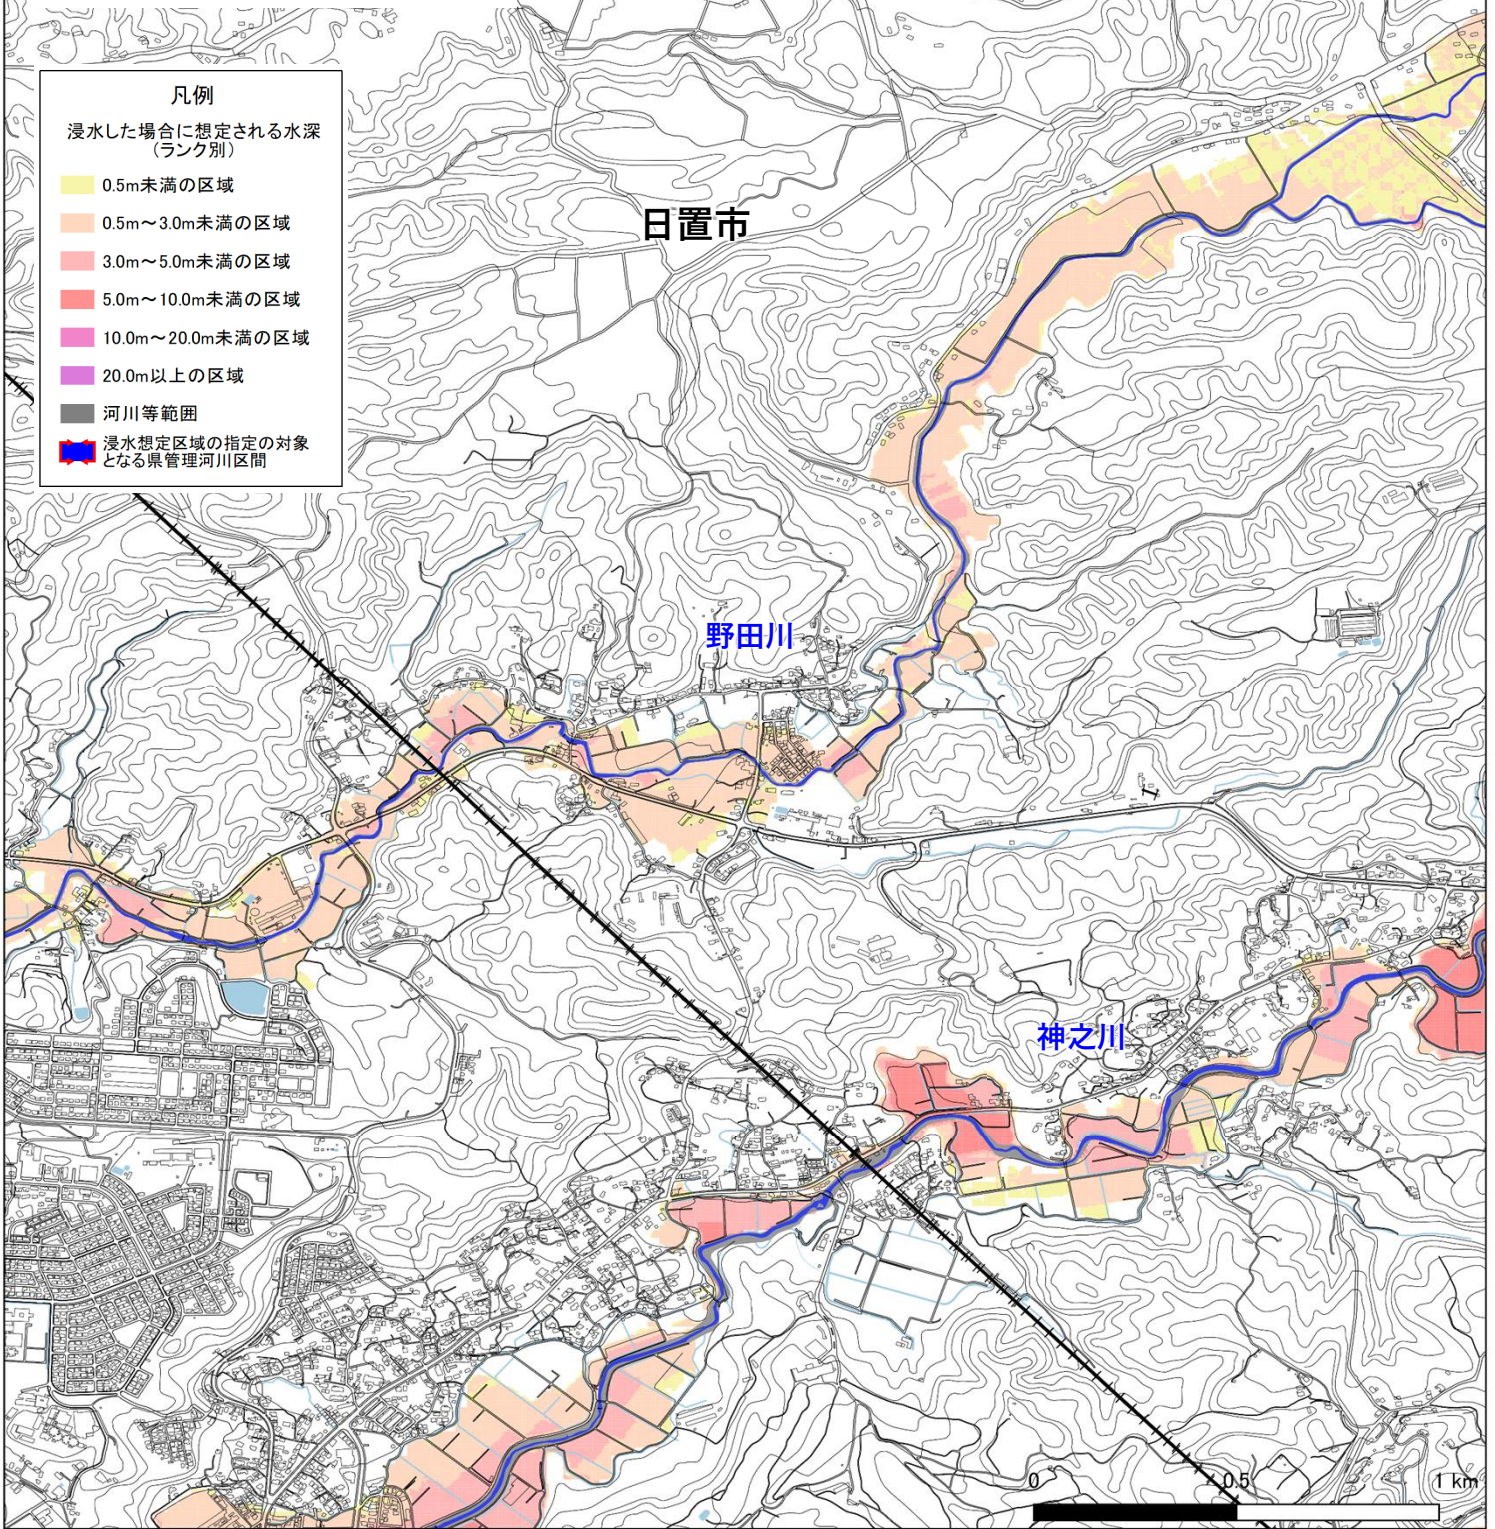 凡例
浸水した場合に想定される水深
(ランク別)
0.5m未満の区域
0.5m～3.0m未満の区域
3.0m～5.0m未満の区域
5.0m～10.0m未満の区域
10.0m～20.0m未満の区域
20.0m以上の区域
河川等範囲
浸水想定区域の指定の対象
となる県管理河川区間
日置市
野田川
神之川
0 0.5 1 km